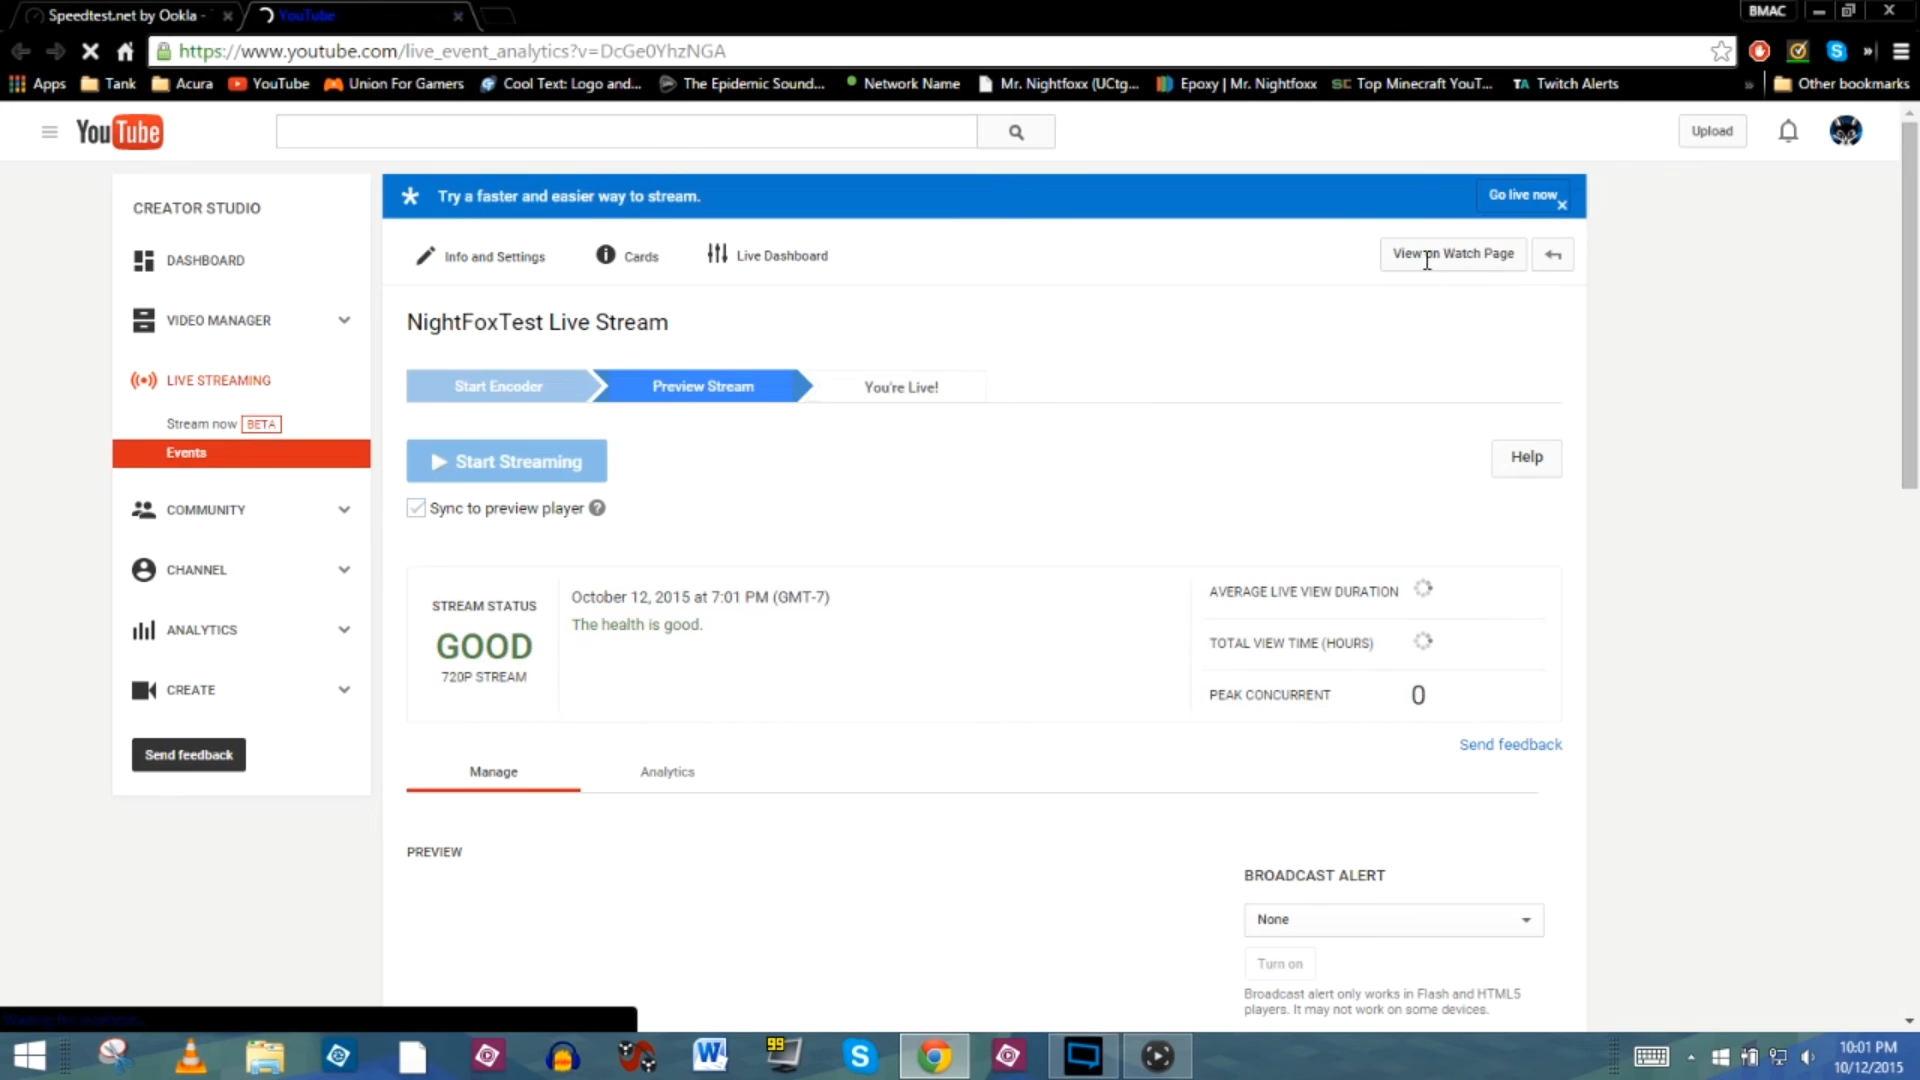 Speedtest.net by Ookla -
YouTube
BMAC
https://www.youtube.com/live_event_analytics?v=DcGe0YhzNGA
Apps
Tank
Acura
YouTube
Union For Gamers
Cool Text: Logo and...
The Epidemic Sound...
Network Name
Mr. Nightfoxx (UCtg...
Epoxy | Mr. Nightfoxx
SC Top Minecraft YouT...
TA Twitch Alerts
»
Other bookmarks
YouTube
Upload
CREATOR STUDIO
DASHBOARD
VIDEO MANAGER
LIVE STREAMING
Stream now BETA
Events
COMMUNITY
CHANNEL
ANALYTICS
CREATE
Send feedback
Try a faster and easier way to stream.
Go live now
Info and Settings
Cards
Live Dashboard
View on Watch Page
NightFoxTest Live Stream
Start Encoder
Preview Stream
You're Live!
Start Streaming
Help
Sync to preview player ?
STREAM STATUS
GOOD
720P STREAM
October 12, 2015 at 7:01 PM (GMT-7)
The health is good.
AVERAGE LIVE VIEW DURATION
TOTAL VIEW TIME (HOURS)
PEAK CONCURRENT 0
Send feedback
Manage
Analytics
PREVIEW
BROADCAST ALERT
None
Turn on
Broadcast alert only works in Flash and HTML5
players. It may not work on some devices.
99
10:01 PM
10/12/2015